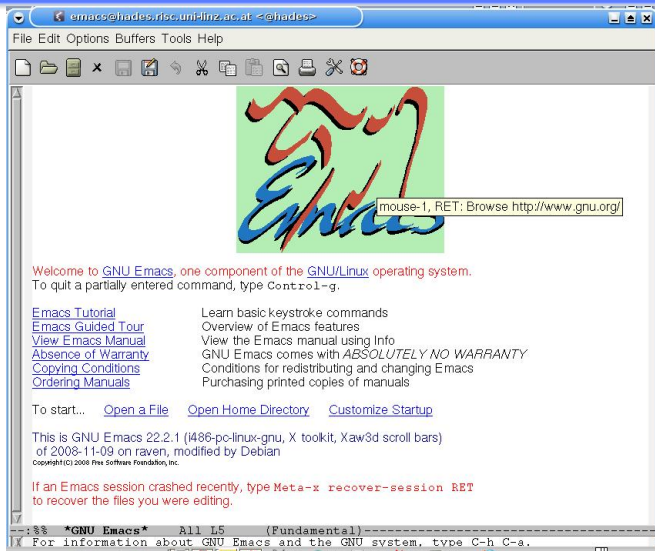 emacs@hades.risc.uni-linz.ac.at <@hades>
File Edit Options Buffers Tools Help
Emacs
mouse-1, RET: Browse http://www.gnu.org/
Welcome to GNU Emacs, one component of the GNU/Linux operating system.
To quit a partially entered command, type Control-g.
Emacs Tutorial Learn basic keystroke commands
Emacs Guided Tour Overview of Emacs features
View Emacs Manual View the Emacs manual using Info
Absence of Warranty GNU Emacs comes with ABSOLUTELY NO WARRANTY
Copying Conditions Conditions for redistributing and changing Emacs
Ordering Manuals Purchasing printed copies of manuals
To start... Open a File Open Home Directory Customize Startup
This is GNU Emacs 22.2.1 (i486-pc-linux-gnu, X toolkit, Xaw3d scroll bars)
of 2008-11-09 on raven, modified by Debian
Copyright (C) 2008 Free Software Foundation, Inc.
If an Emacs session crashed recently, type Meta-x recover-session RET
to recover the files you were editing.
--:%% *GNU Emacs* All L5 (Fundamental)--------------------
For information about GNU Emacs and the GNU system, type C-h C-a.